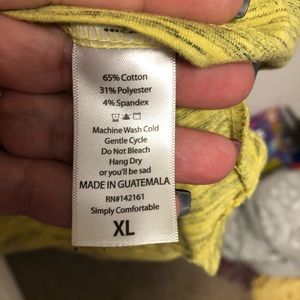 65% Cotton
31% Polyester
4% Spandex
Machine Wash Cold
Gentle Cycle
Do Not Bleach
Hang Dry
or you'll be sad
MADE IN GUATEMALA
RN#142161
Simply Comfortable
XL